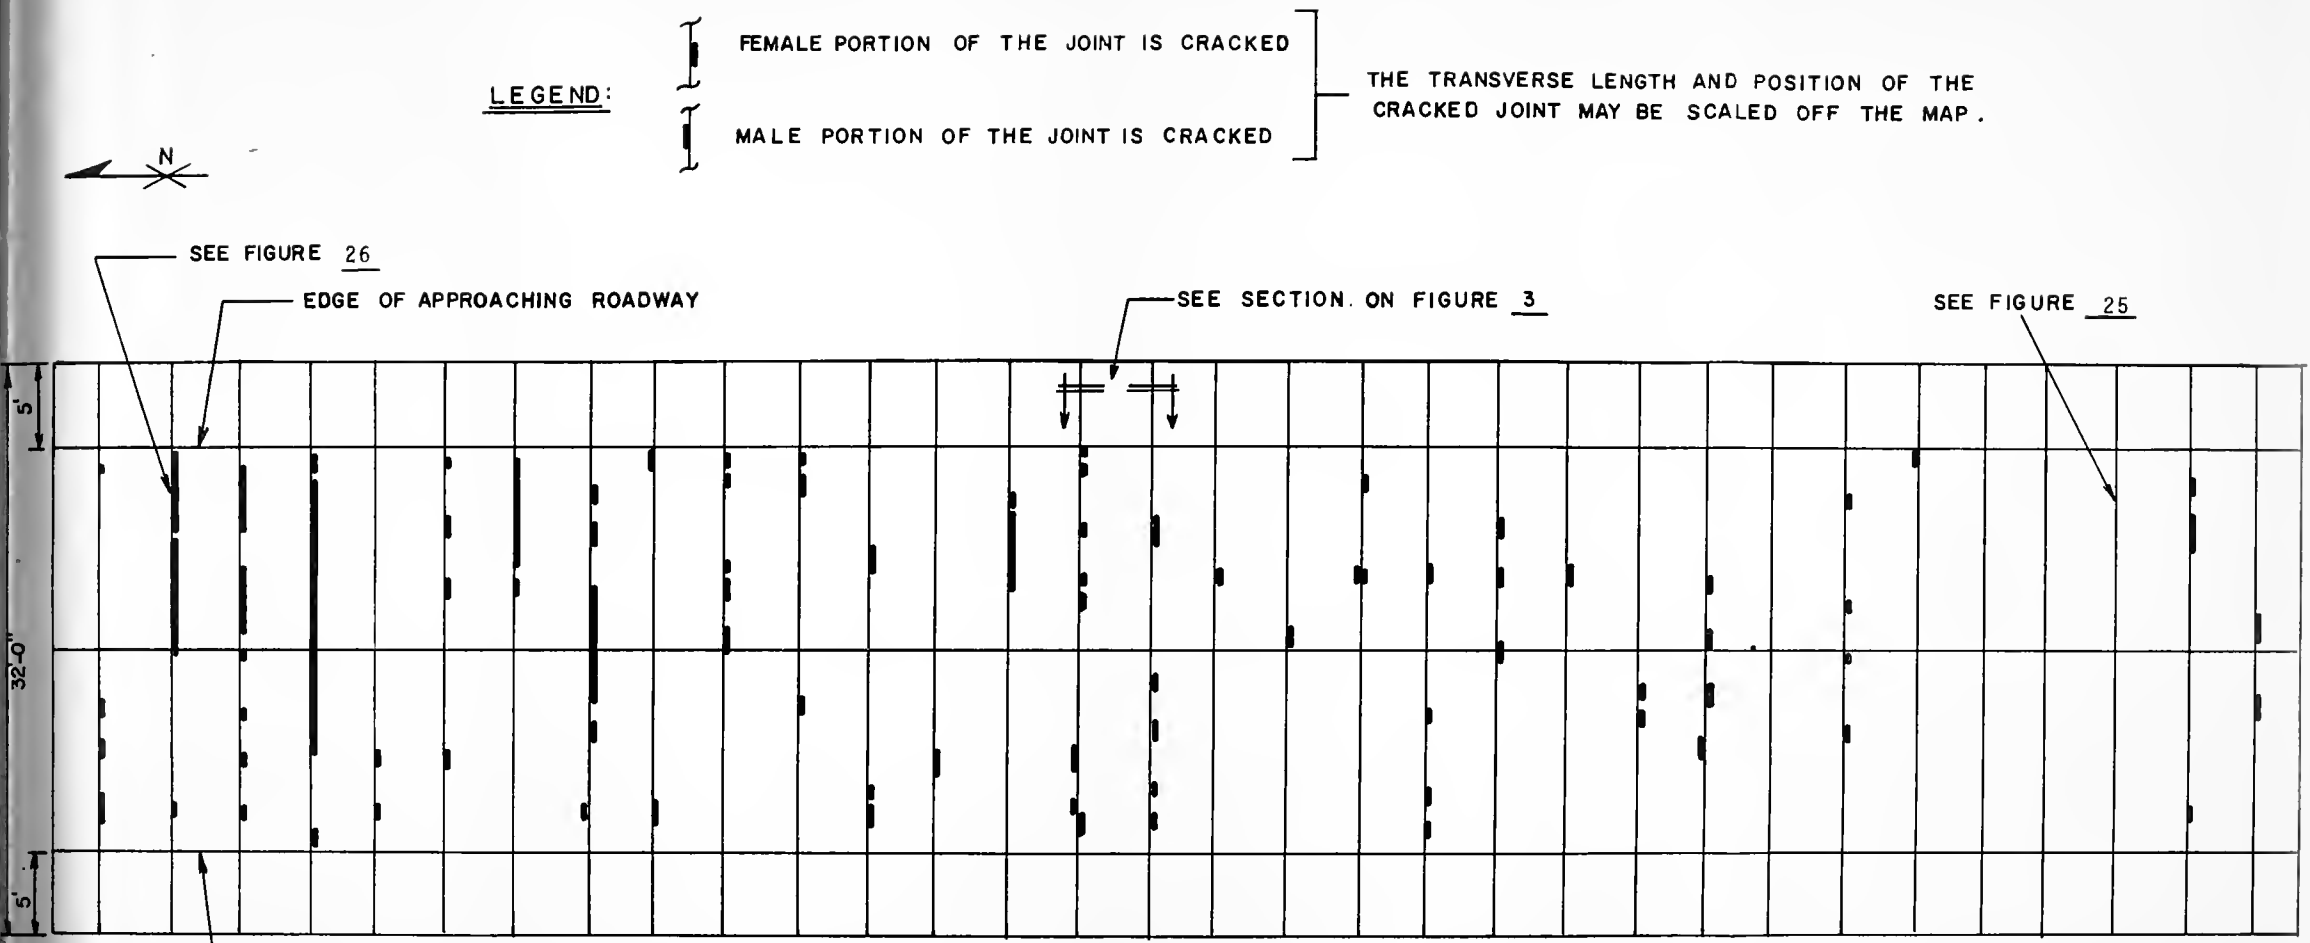 FEMALE PORTION OF THE JOINT IS CRACKED
LEGEND:
THE TRANSVERSE LENGTH AND POSITION OF THE
CRACKED JOINT MAY BE SCALED OFF THE MAP.
MALE PORTION OF THE JOINT IS CRACKED
N
SEE FIGURE 26
EDGE OF APPROACHING ROADWAY
SEE SECTION. ON FIGURE 3
SEE FIGURE 25
5'
32'-0"
5'